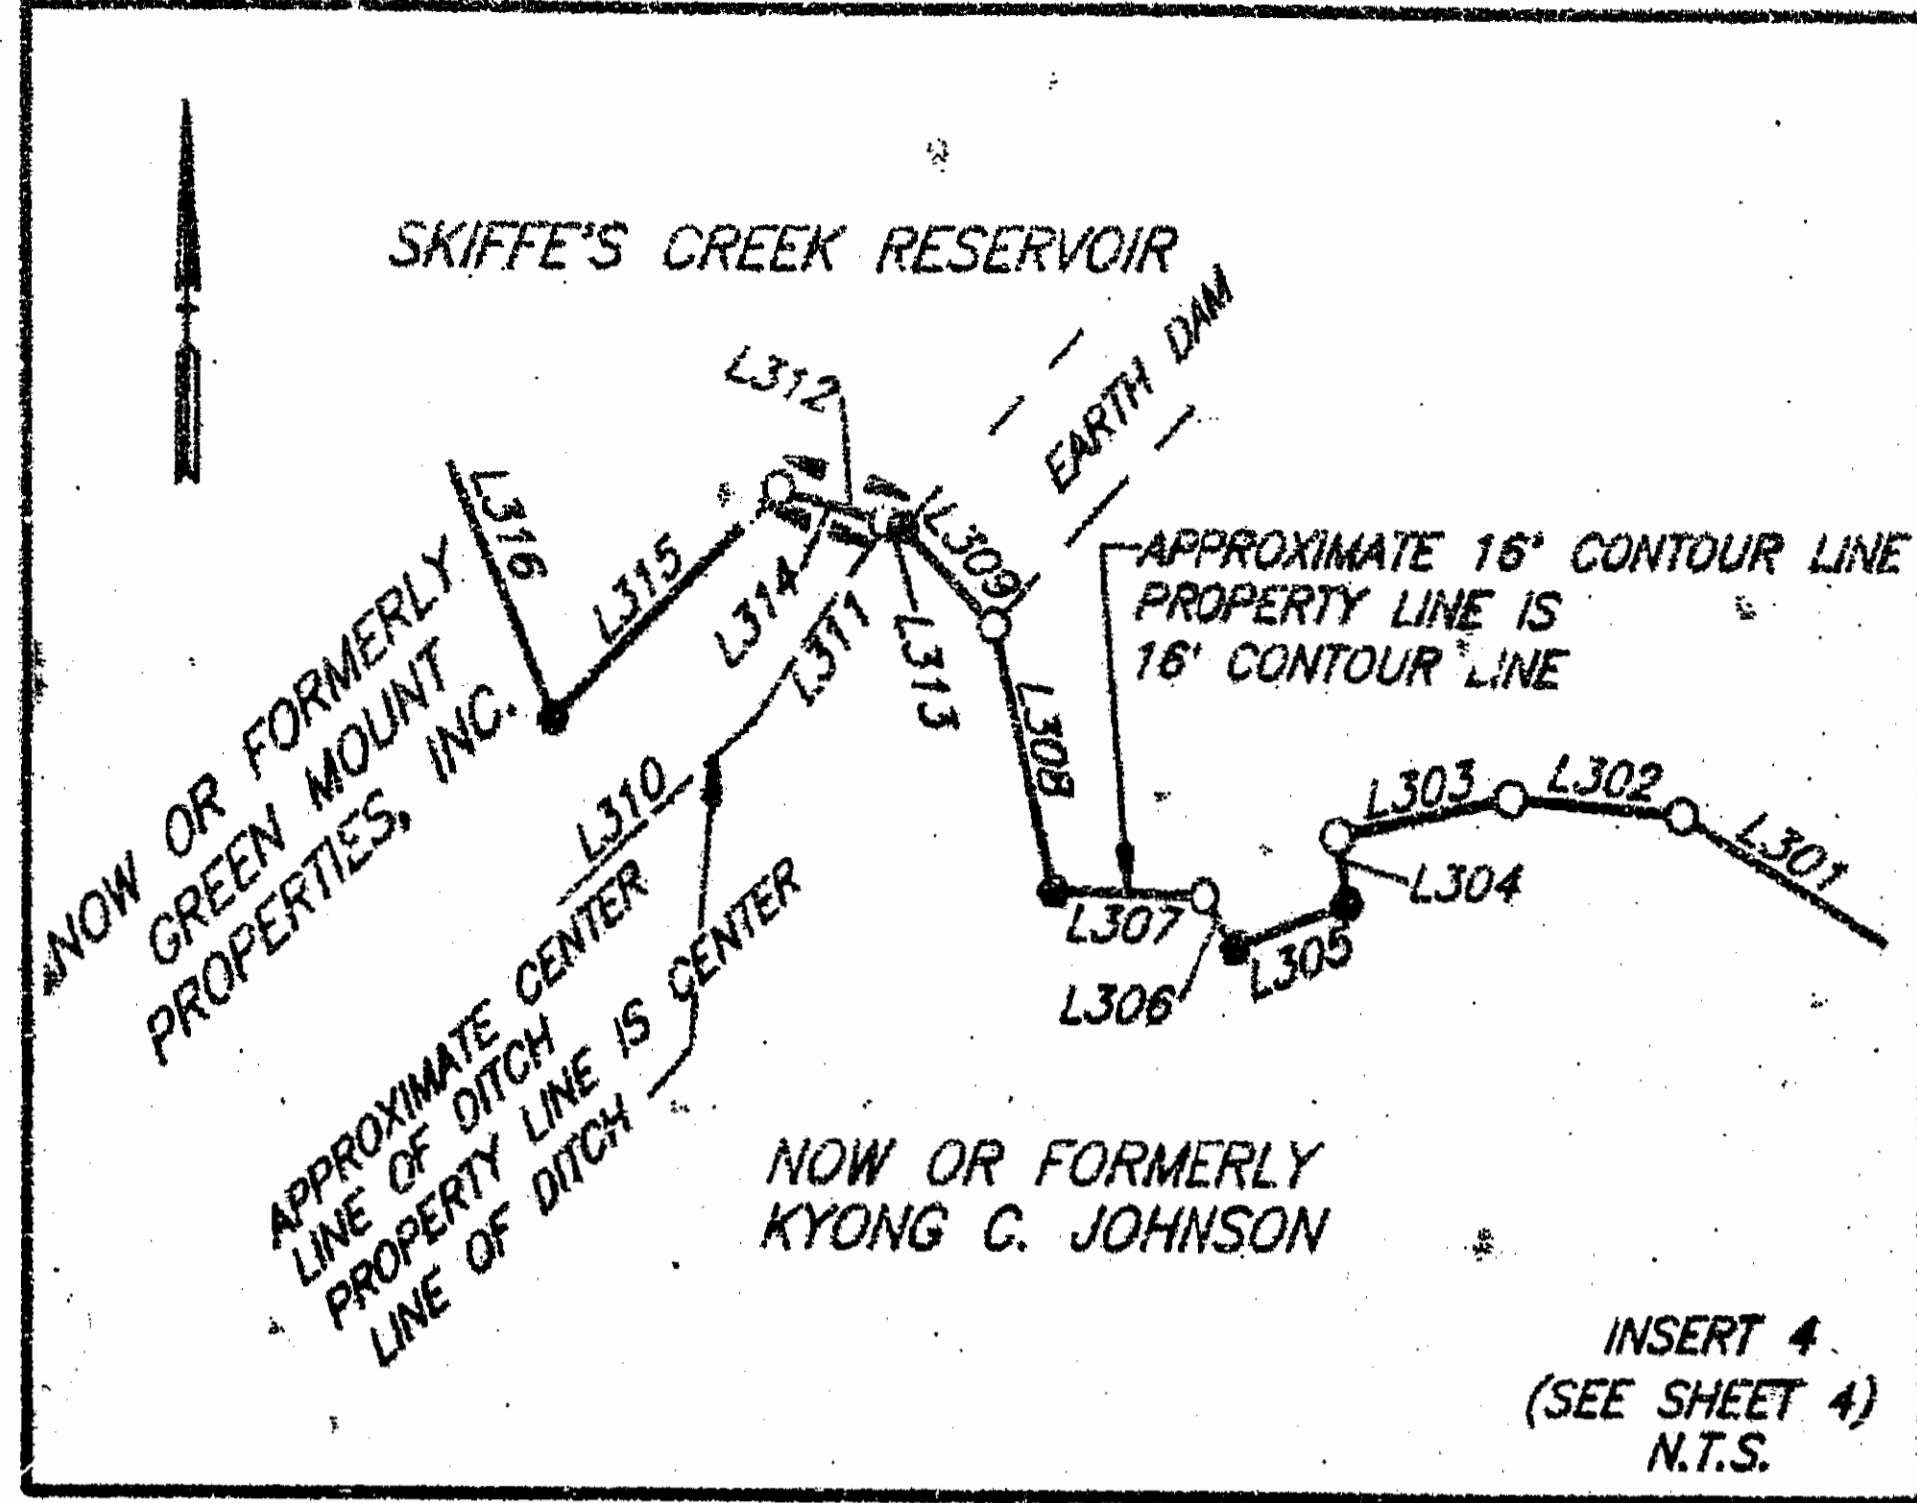 SKIFFE'S CREEK RESERVOIR
EARTH DAM
L312
L316
L315
L314
L311
L313
L309
L308
APPROXIMATE 16' CONTOUR LINE
PROPERTY LINE IS
16' CONTOUR LINE
NOW OR FORMERLY
GREEN MOUNT
PROPERTIES, INC.
L310
L303
L302
L301
L304
L307
L305
L306
APPROXIMATE CENTER
LINE OF DITCH
PROPERTY LINE IS CENTER
LINE OF DITCH
NOW OR FORMERLY
KYONG C. JOHNSON
INSERT 4
(SEE SHEET 4)
N.T.S.